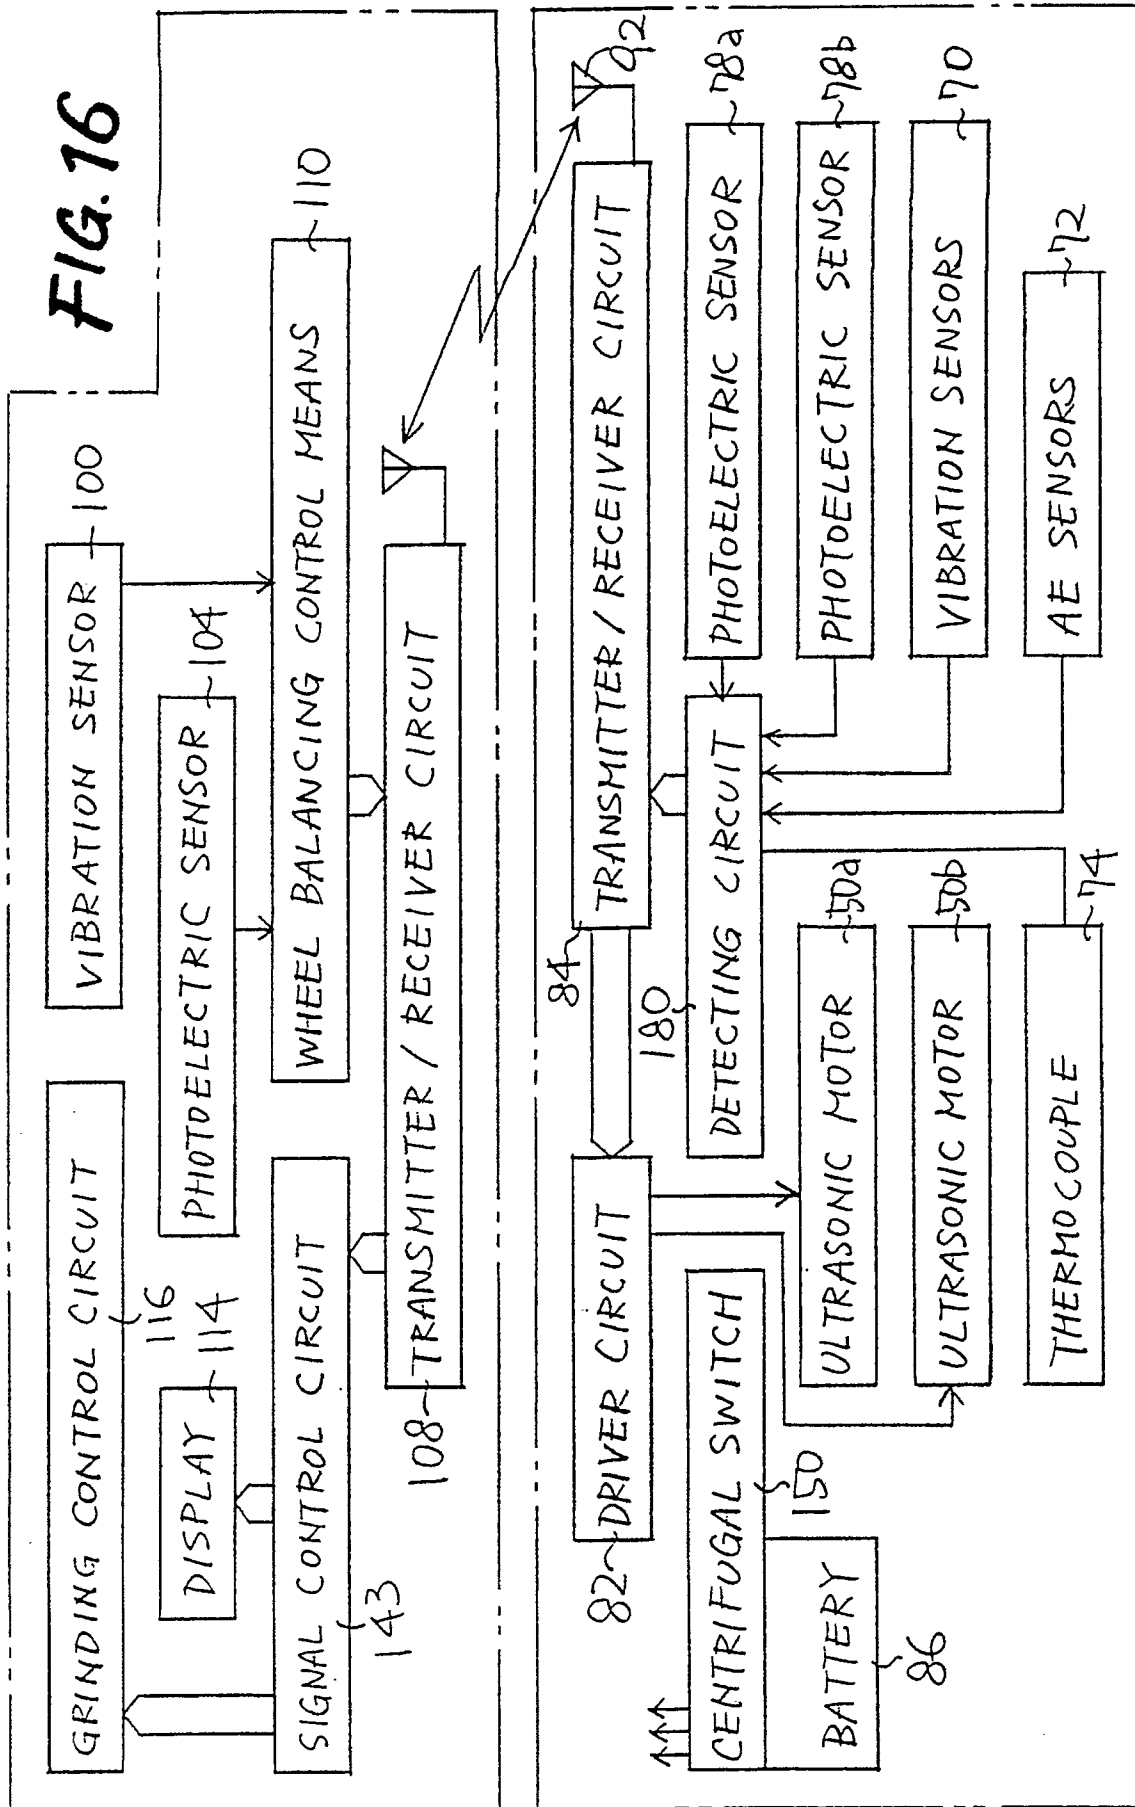 FIG. 16
GRINDING CONTROL CIRCUIT
116
VIBRATION SENSOR
100
DISPLAY
114
PHOTOELECTRIC SENSOR
104
SIGNAL CONTROL CIRCUIT
143
WHEEL BALANCING CONTROL MEANS
110
108
TRANSMITTER/RECEIVER CIRCUIT
92
82
DRIVER CIRCUIT
84
TRANSMITTER/RECEIVER CIRCUIT
CENTRIFUGAL SWITCH
150
180
DETECTING CIRCUIT
PHOTOELECTRIC SENSOR
78a
BATTERY
86
ULTRASONIC MOTOR
50a
PHOTOELECTRIC SENSOR
78b
ULTRASONIC MOTOR
50b
VIBRATION SENSORS
70
THERMOCOUPLE
74
AE SENSORS
72